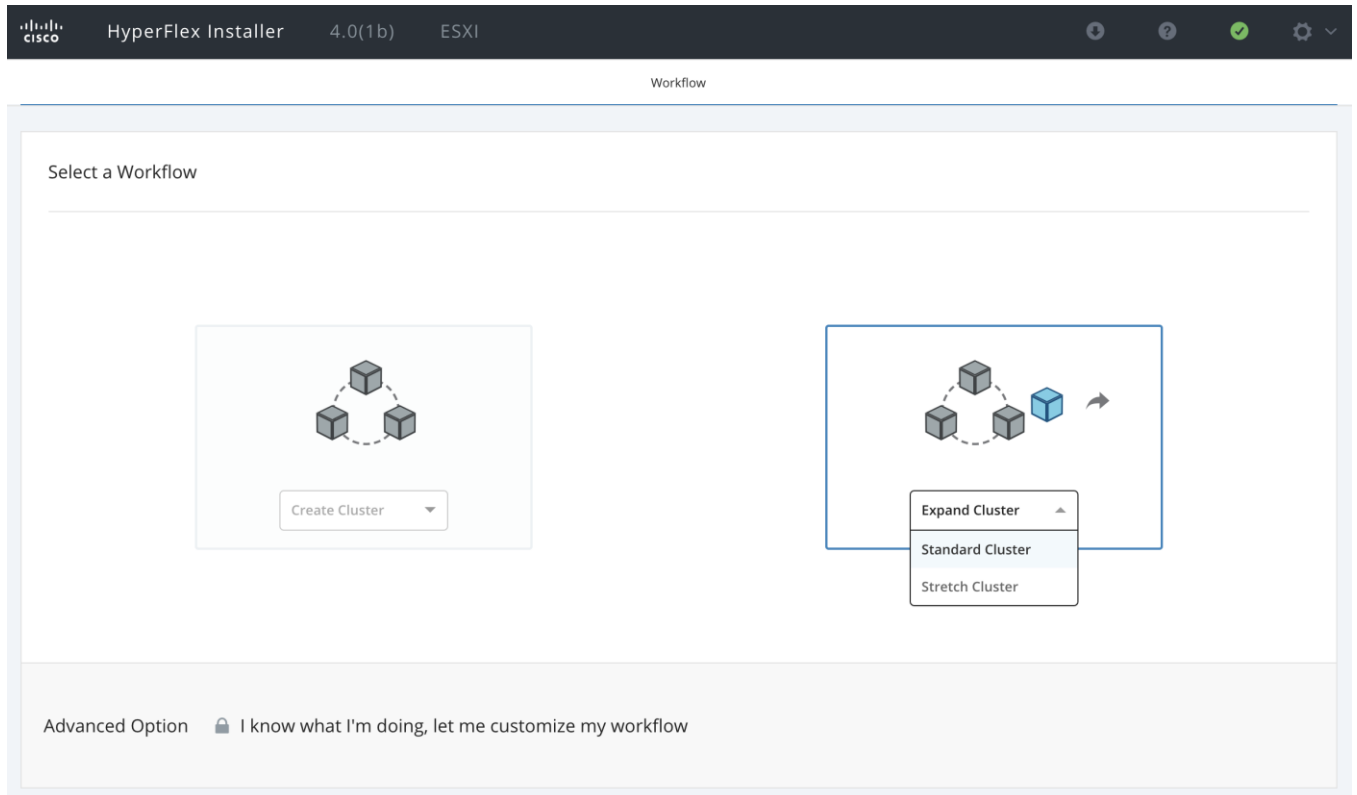 cisco HyperFlex Installer 4.0(1b) ESXI
Workflow
Select a Workflow
Create Cluster
Expand Cluster
Standard Cluster
Stretch Cluster
Advanced Option I know what I'm doing, let me customize my workflow